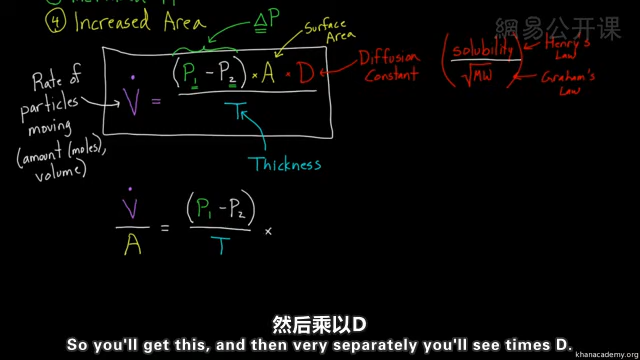 ④ Increased Area
ΔP
Surface
Area
網易公开课
Rate of
particles
moving
(amount (moles),
volume)
V̇ = (P₁ - P₂) × A · D
T
Thickness
Diffusion
Constant
(solubility
√MW)
Henry's
Law
Graham's
Law
V̇/A = (P₁ - P₂)/T ×
然后乘以D
So you'll get this, and then very separately you'll see times D.
khanacademy.org